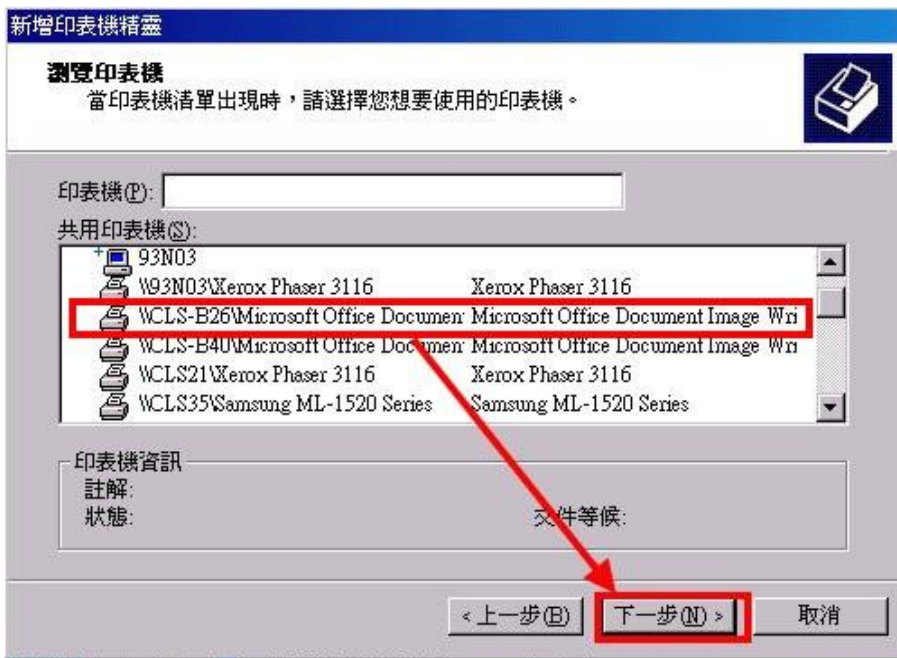 新增印表機精靈
瀏覽印表機
當印表機清單出現時，請選擇您想要使用的印表機。
印表機(P):
共用印表機(S):
93N03
\\93N03\Xerox Phaser 3116 Xerox Phaser 3116
\\CLS-B26\Microsoft Office Documen Microsoft Office Document Image Wri
\\CLS-B40\Microsoft Office Documen Microsoft Office Document Image Wri
\\CLS21\Xerox Phaser 3116 Xerox Phaser 3116
\\CLS35\Samsung ML-1520 Series Samsung ML-1520 Series
印表機資訊
註解:
狀態: 文件等候:
< 上一步(B) 下一步(N) > 取消